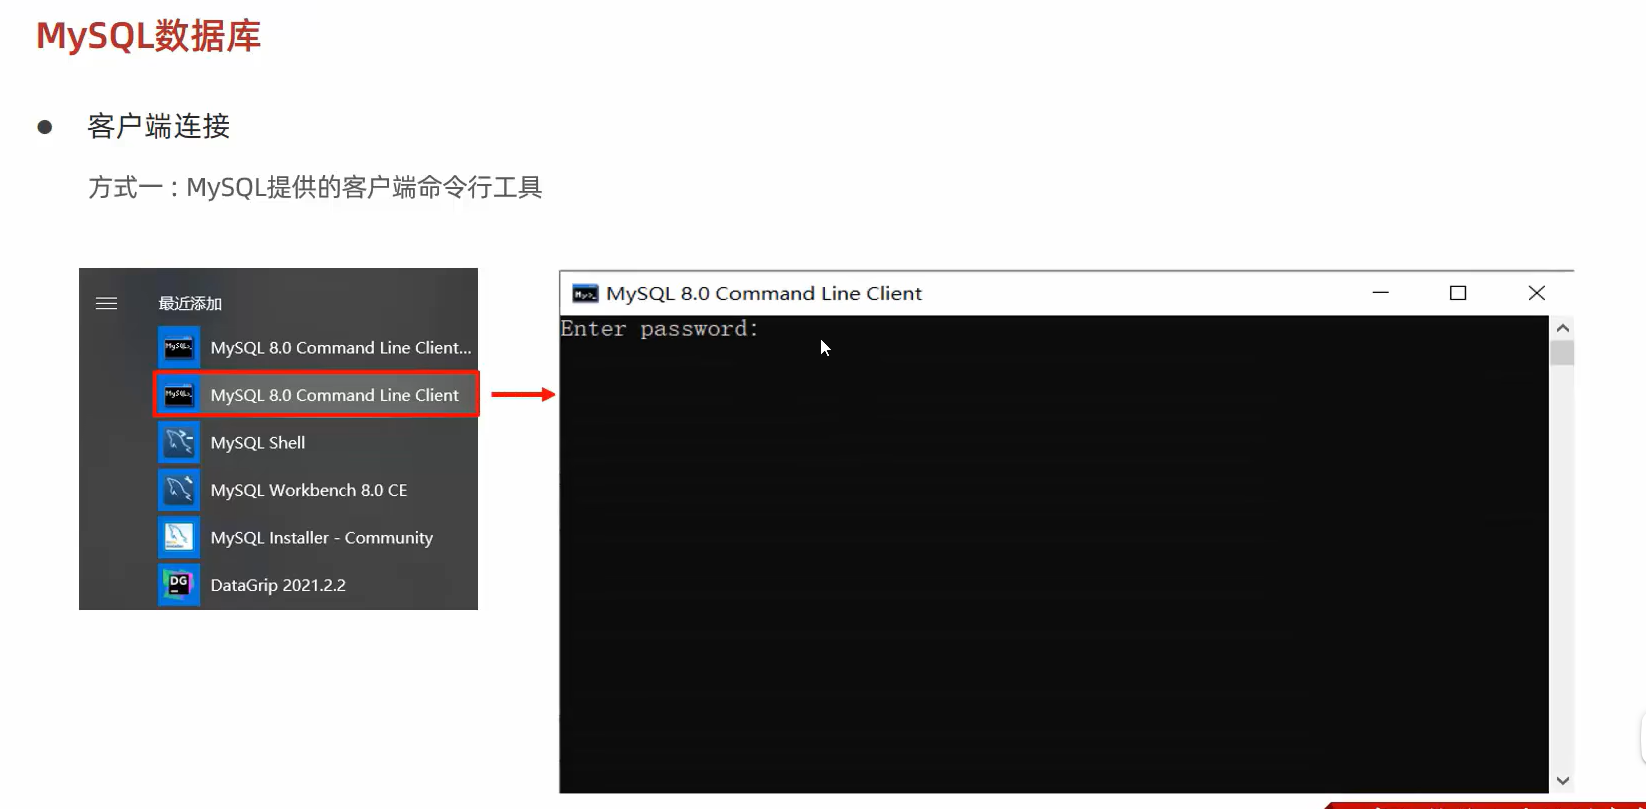 MySQL数据库
客户端连接
方式一：MySQL提供的客户端命令行工具
最近添加
MySQL 8.0 Command Line Client...
MySQL 8.0 Command Line Client
MySQL Shell
MySQL Workbench 8.0 CE
MySQL Installer - Community
DG
DataGrip 2021.2.2
MySQL 8.0 Command Line Client
Enter password: